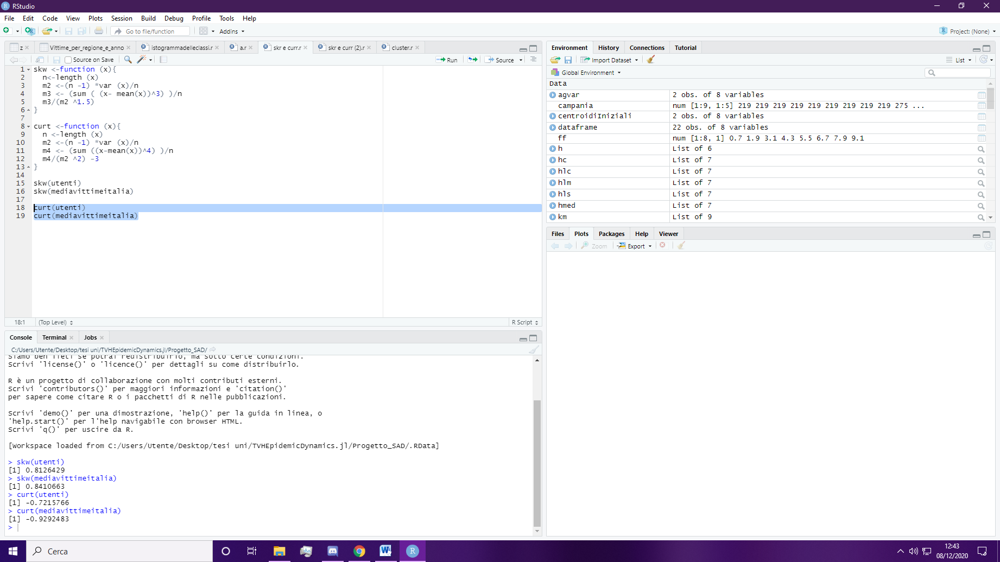 RStudio
File Edit Code View Plots Session Build Debug Profile Tools Help
Go to file/function Addins Project: (None)
z Vittime_per_regione_e_anno istogrammadelleclassi.r a.r skr e curr.r skr e curr (2).r cluster.r
Source on Save Run Source
1 skw <-function (x){
2 n<-length (x)
3 m2 <-(n -1) *var (x)/n
4 m3 <- (sum ( (x- mean(x))^3) )/n
5 m3/(m2 ^1.5)
6 }
7
8 curt <-function (x){
9 n <-length (x)
10 m2 <-(n -1) *var (x)/n
11 m4 <- (sum ((x-mean(x))^4) )/n
12 m4/(m2 ^2) -3
13 }
14
15 skw(utenti)
16 skw(mediavittimeitalia)
17
18 curt(utenti)
19 curt(mediavittimeitalia)
18:1 (Top Level) R Script
Console Terminal Jobs
C:/Users/Utente/Desktop/tesi uni/TVHEpidemicDynamics.jl/Progetto_SAD/
Siamo ben lieti se potrai redistribuirlo, ma sotto certe condizioni.
Scrivi 'license()' o 'licence()' per dettagli su come distribuirlo.
R è un progetto di collaborazione con molti contributi esterni.
Scrivi 'contributors()' per maggiori informazioni e 'citation()'
per sapere come citare R o i pacchetti di R nelle pubblicazioni.
Scrivi 'demo()' per una dimostrazione, 'help()' per la guida in linea, o
'help.start()' per l'help navigabile con browser HTML.
Scrivi 'q()' per uscire da R.
[Workspace loaded from C:/Users/Utente/Desktop/tesi uni/TVHEpidemicDynamics.jl/Progetto_SAD/.RData]
> skw(utenti)
[1] 0.8126429
> skw(mediavittimeitalia)
[1] 0.8410663
> curt(utenti)
[1] -0.7215766
> curt(mediavittimeitalia)
[1] -0.9292483
>
Environment History Connections Tutorial
Import Dataset List
Global Environment
Data
agvar 2 obs. of 8 variables
campania num [1:9, 1:5] 219 219 219 219 219 219 219 219 219 275 ...
centroidiIniziali 2 obs. of 8 variables
dataframe 22 obs. of 8 variables
ff num [1:8, 1] 0.7 1.9 3.1 4.3 5.5 6.7 7.9 9.1
h List of 6
hc List of 7
hlc List of 7
hlm List of 7
hls List of 7
hmed List of 7
km List of 9
Files Plots Packages Help Viewer
Zoom Export
Cerca
12:43
08/12/2020